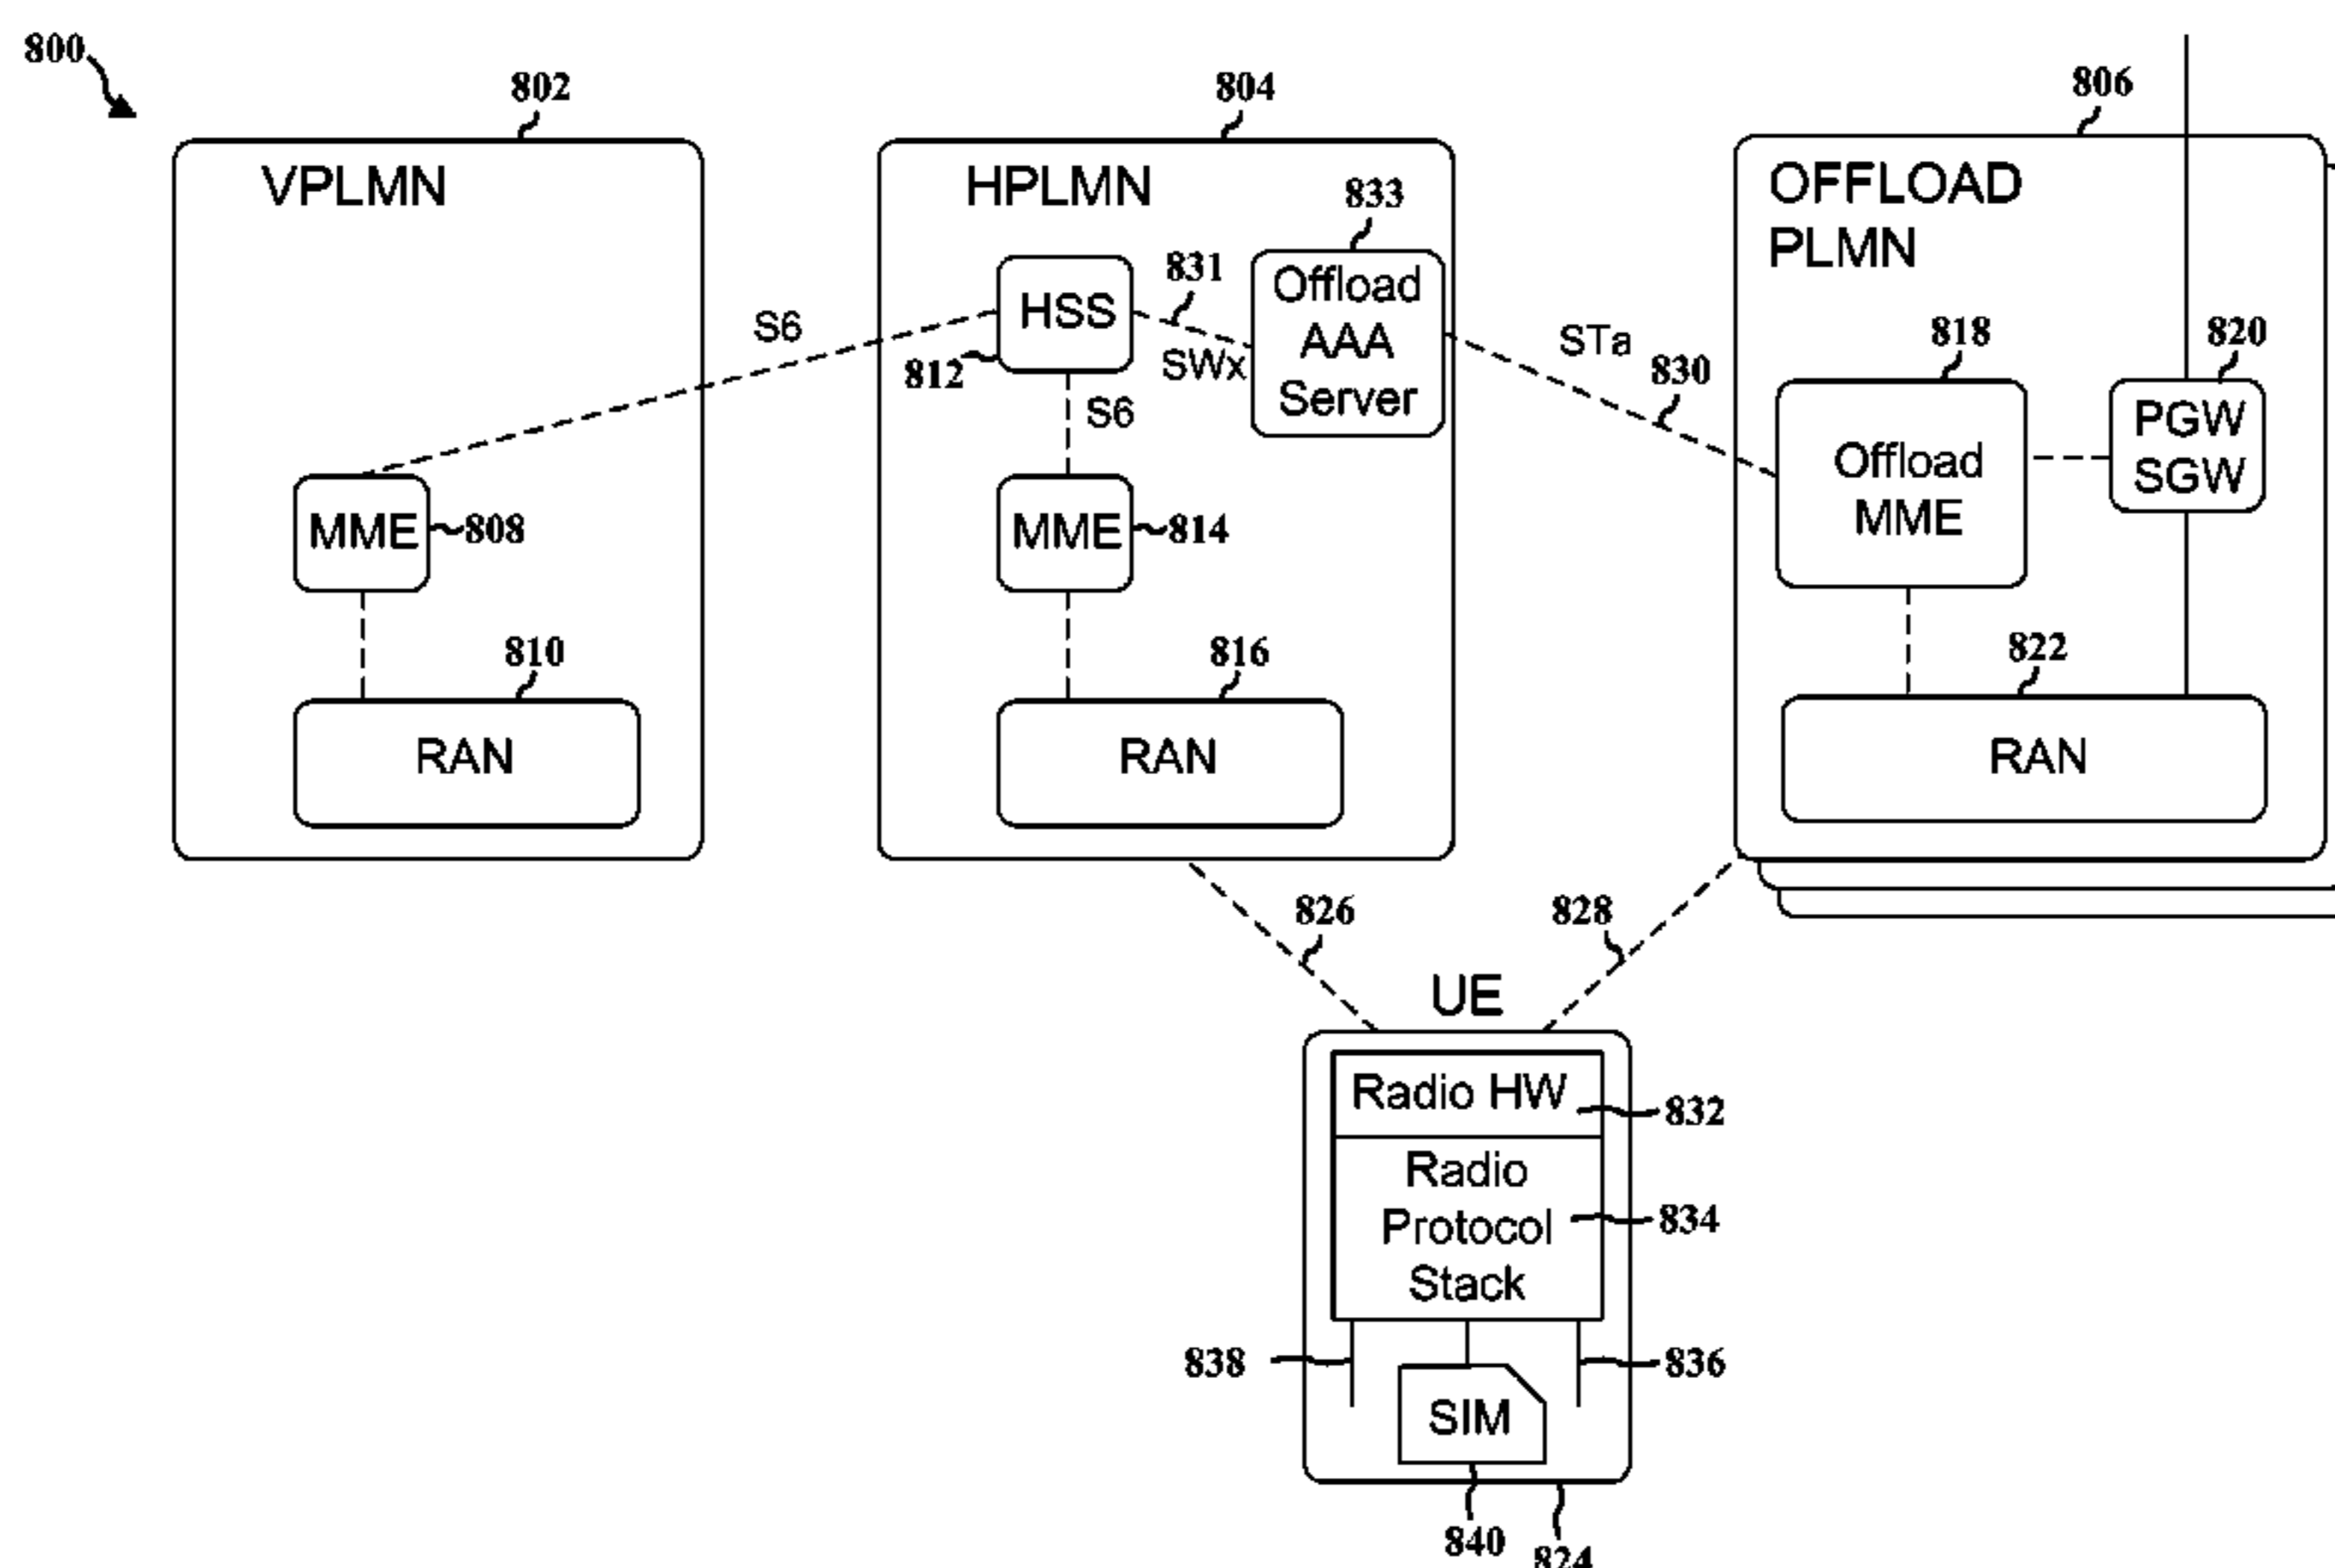 800
802
804
806
VPLMN
HPLMN
OFFLOAD
PLMN
833
831
HSS
812
Offload
AAA
Server
S6
SWx
S6
STa
830
818
820
PGW
SGW
Offload
MME
MME
808
MME
814
810
816
822
RAN
RAN
RAN
826
828
UE
Radio HW
832
Radio
Protocol
Stack
834
838
836
SIM
840
824